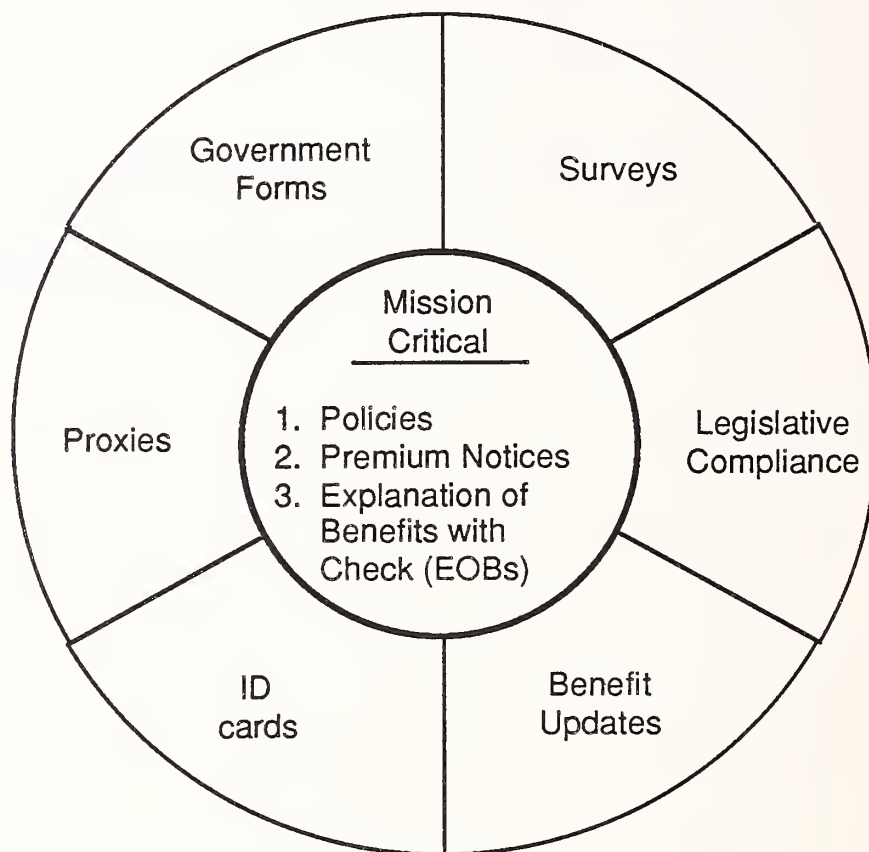 Government
Forms
Surveys
Mission
Critical
1. Policies
2. Premium Notices
3. Explanation of
Benefits with
Check (EOBs)
Proxies
Legislative
Compliance
ID
cards
Benefit
Updates